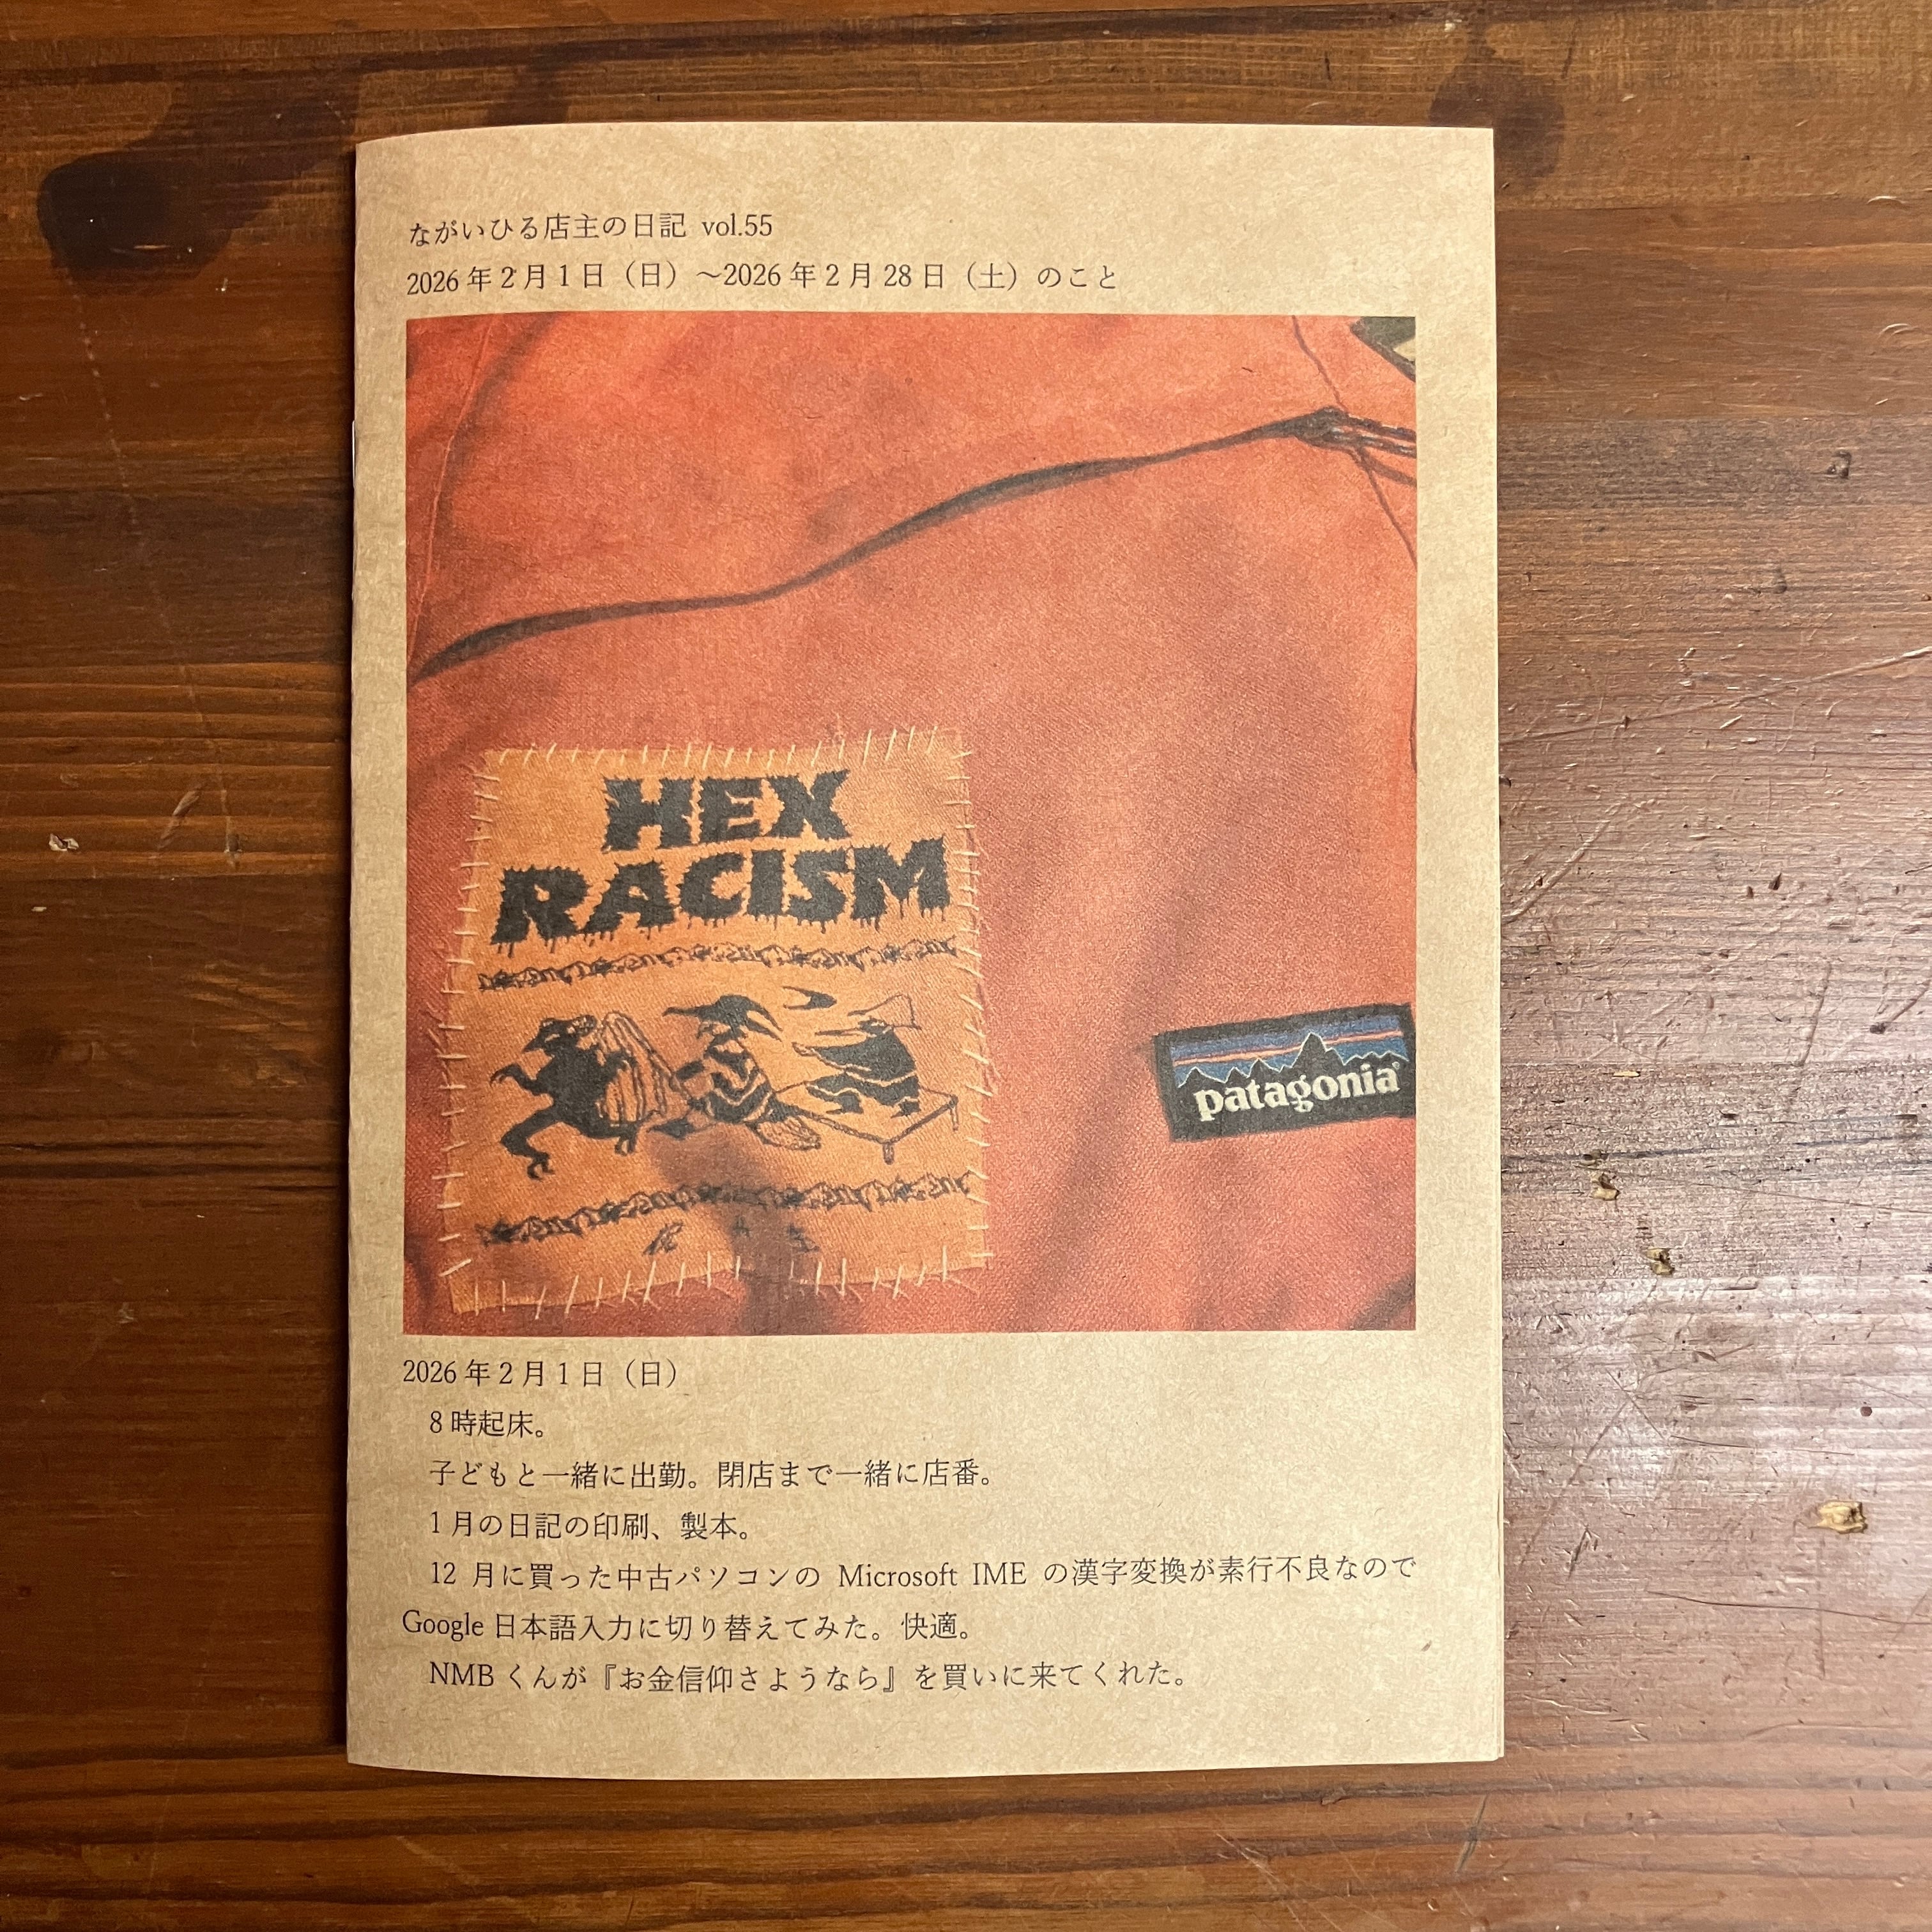 ながいひる店主の日記 vol.55
2026年2月1日（日）～2026年2月28日（土）のこと
HEX
RACISM
patagonia®
2026年2月1日（日）
8時起床。
子どもと一緒に出勤。閉店まで一緒に店番。
1月の日記の印刷、製本。
12 月に買った中古パソコンの Microsoft IME の漢字変換が素行不良なので
Google日本語入力に切り替えてみた。快適。
NMBくんが『お金信仰さようなら』を買いに来てくれた。